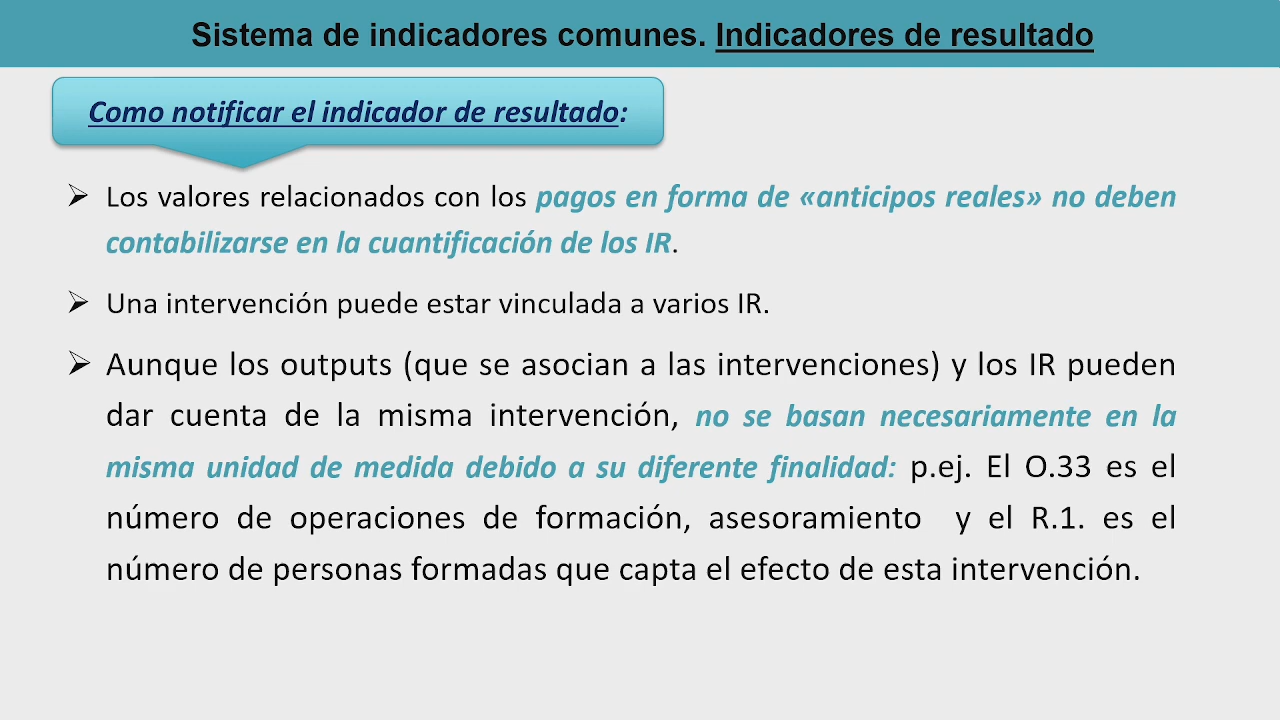 Sistema de indicadores comunes. Indicadores de resultado
Como notificar el indicador de resultado:
Los valores relacionados con los pagos en forma de «anticipos reales» no deben
contabilizarse en la cuantificación de los IR.
Una intervención puede estar vinculada a varios IR.
Aunque los outputs (que se asocian a las intervenciones) y los IR pueden
dar cuenta de la misma intervención, no se basan necesariamente en la
misma unidad de medida debido a su diferente finalidad: p.ej. El O.33 es el
número de operaciones de formación, asesoramiento y el R.1. es el
número de personas formadas que capta el efecto de esta intervención.